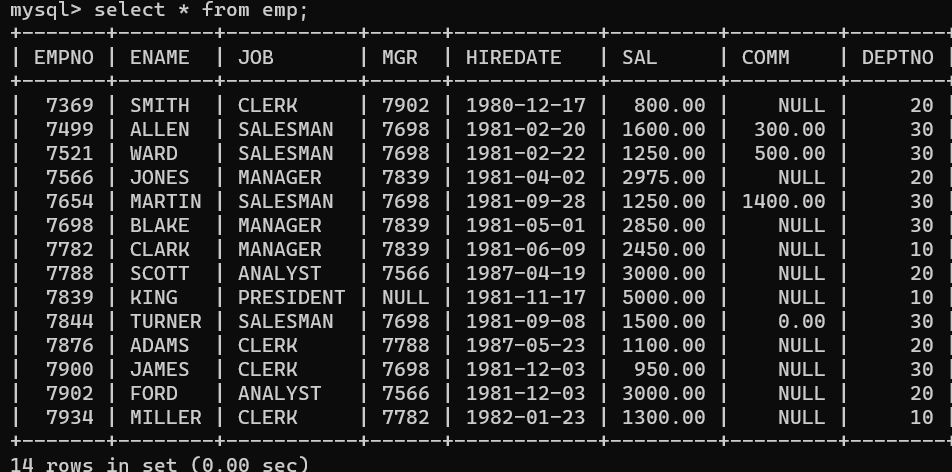 mysql> select * from emp;
+-------+--------+-----------+------+------------+---------+---------+--------+
| EMPNO | ENAME  | JOB       | MGR  | HIREDATE   | SAL     | COMM    | DEPTNO |
+-------+--------+-----------+------+------------+---------+---------+--------+
|  7369 | SMITH  | CLERK     | 7902 | 1980-12-17 |  800.00 |    NULL |     20 |
|  7499 | ALLEN  | SALESMAN  | 7698 | 1981-02-20 | 1600.00 |  300.00 |     30 |
|  7521 | WARD   | SALESMAN  | 7698 | 1981-02-22 | 1250.00 |  500.00 |     30 |
|  7566 | JONES  | MANAGER   | 7839 | 1981-04-02 | 2975.00 |    NULL |     20 |
|  7654 | MARTIN | SALESMAN  | 7698 | 1981-09-28 | 1250.00 | 1400.00 |     30 |
|  7698 | BLAKE  | MANAGER   | 7839 | 1981-05-01 | 2850.00 |    NULL |     30 |
|  7782 | CLARK  | MANAGER   | 7839 | 1981-06-09 | 2450.00 |    NULL |     10 |
|  7788 | SCOTT  | ANALYST   | 7566 | 1987-04-19 | 3000.00 |    NULL |     20 |
|  7839 | KING   | PRESIDENT | NULL | 1981-11-17 | 5000.00 |    NULL |     10 |
|  7844 | TURNER | SALESMAN  | 7698 | 1981-09-08 | 1500.00 |    0.00 |     30 |
|  7876 | ADAMS  | CLERK     | 7788 | 1987-05-23 | 1100.00 |    NULL |     20 |
|  7900 | JAMES  | CLERK     | 7698 | 1981-12-03 |  950.00 |    NULL |     30 |
|  7902 | FORD   | ANALYST   | 7566 | 1981-12-03 | 3000.00 |    NULL |     20 |
|  7934 | MILLER | CLERK     | 7782 | 1982-01-23 | 1300.00 |    NULL |     10 |
+-------+--------+-----------+------+------------+---------+---------+--------+
14 rows in set (0.00 sec)